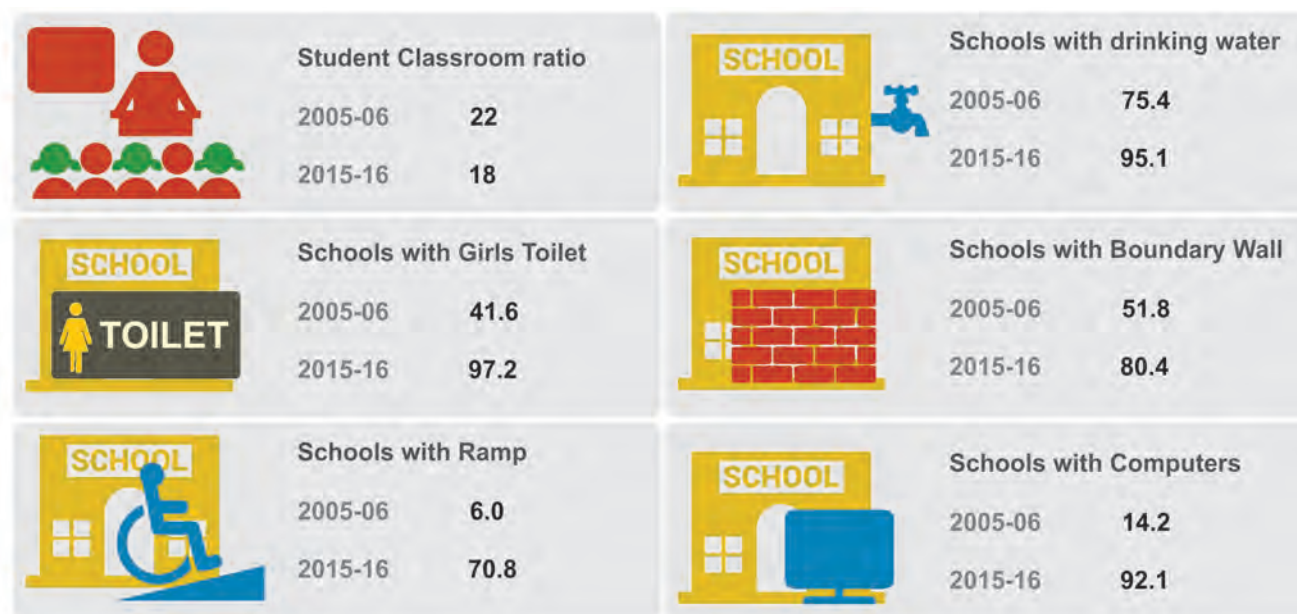 Student Classroom ratio
2005-06 22
2015-16 18
SCHOOL
Schools with drinking water
2005-06 75.4
2015-16 95.1
SCHOOL
TOILET
Schools with Girls Toilet
2005-06 41.6
2015-16 97.2
SCHOOL
Schools with Boundary Wall
2005-06 51.8
2015-16 80.4
SCHOOL
Schools with Ramp
2005-06 6.0
2015-16 70.8
SCHOOL
Schools with Computers
2005-06 14.2
2015-16 92.1